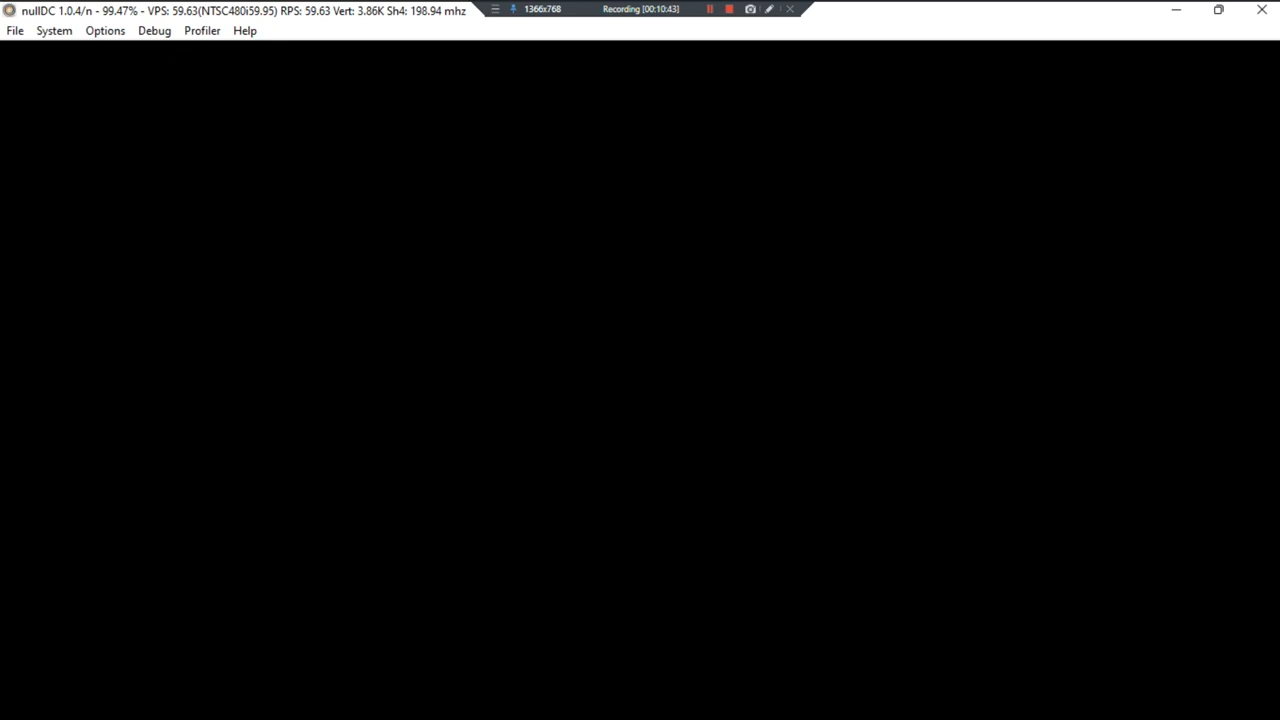 nullDC 1.0.4/n - 99.47% - VPS: 59.63(NTSC480i59.95) RPS: 59.63 Vert: 3.86K Sh4: 198.94 mhz
1366x768 Recording [00:10:43]
File System Options Debug Profiler Help